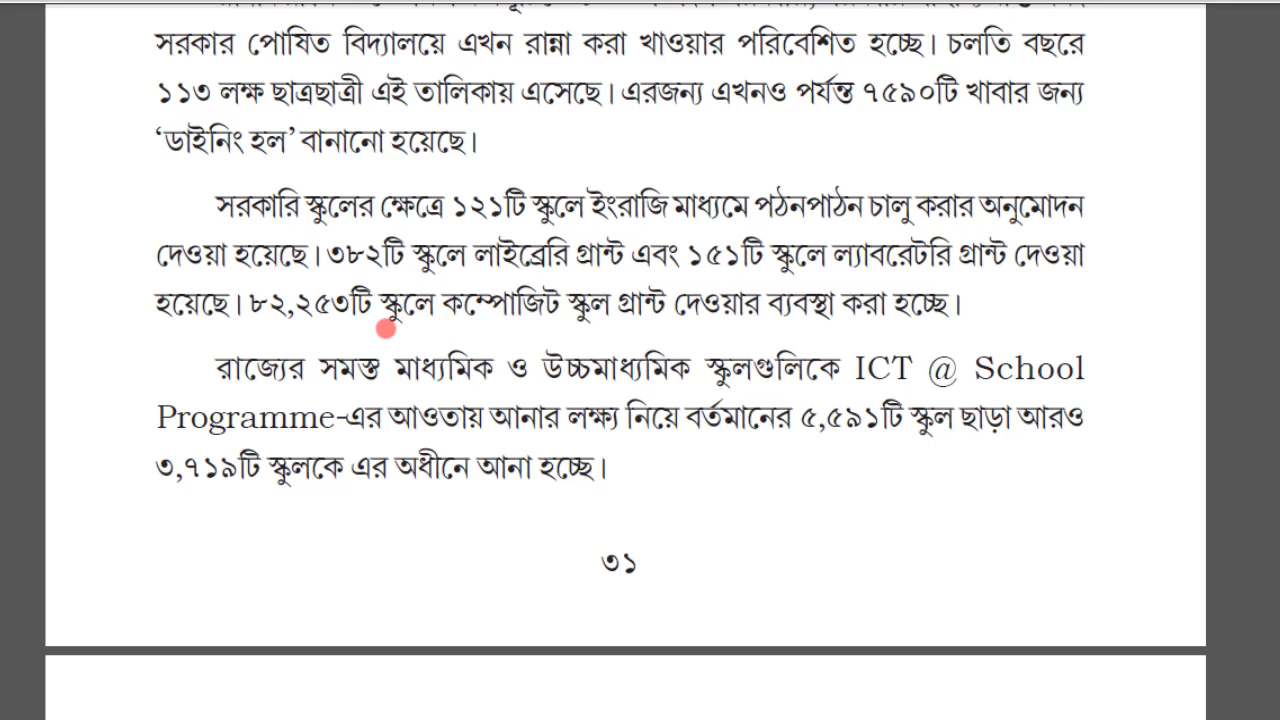 সরকার পোষিত বিদ্যালয়ে এখন রান্না করা খাওয়ার পরিবেশিত হচ্ছে। চলতি বছরে
১১৩ লক্ষ ছাত্রছাত্রী এই তালিকায় এসেছে। এরজন্য এখনও পর্যন্ত ৭৫৯০টি খাবার জন্য
‘ডাইনিং হল’ বানানো হয়েছে।
সরকারি স্কুলের ক্ষেত্রে ১২১টি স্কুলে ইংরাজি মাধ্যমে পঠনপাঠন চালু করার অনুমোদন
দেওয়া হয়েছে। ৩৮২টি স্কুলে লাইব্রেরি গ্রান্ট এবং ১৫১টি স্কুলে ল্যাবরেটরি গ্রান্ট দেওয়া
হয়েছে। ৮২,২৫৩টি স্কুলে কম্পোজিট স্কুল গ্রান্ট দেওয়ার ব্যবস্থা করা হচ্ছে।
রাজ্যের সমস্ত মাধ্যমিক ও উচ্চমাধ্যমিক স্কুলগুলিকে ICT @ School
Programme-এর আওতায় আনার লক্ষ্য নিয়ে বর্তমানের ৫,৫৯১টি স্কুল ছাড়া আরও
৩,৭১৯টি স্কুলকে এর অধীনে আনা হচ্ছে।
৩১